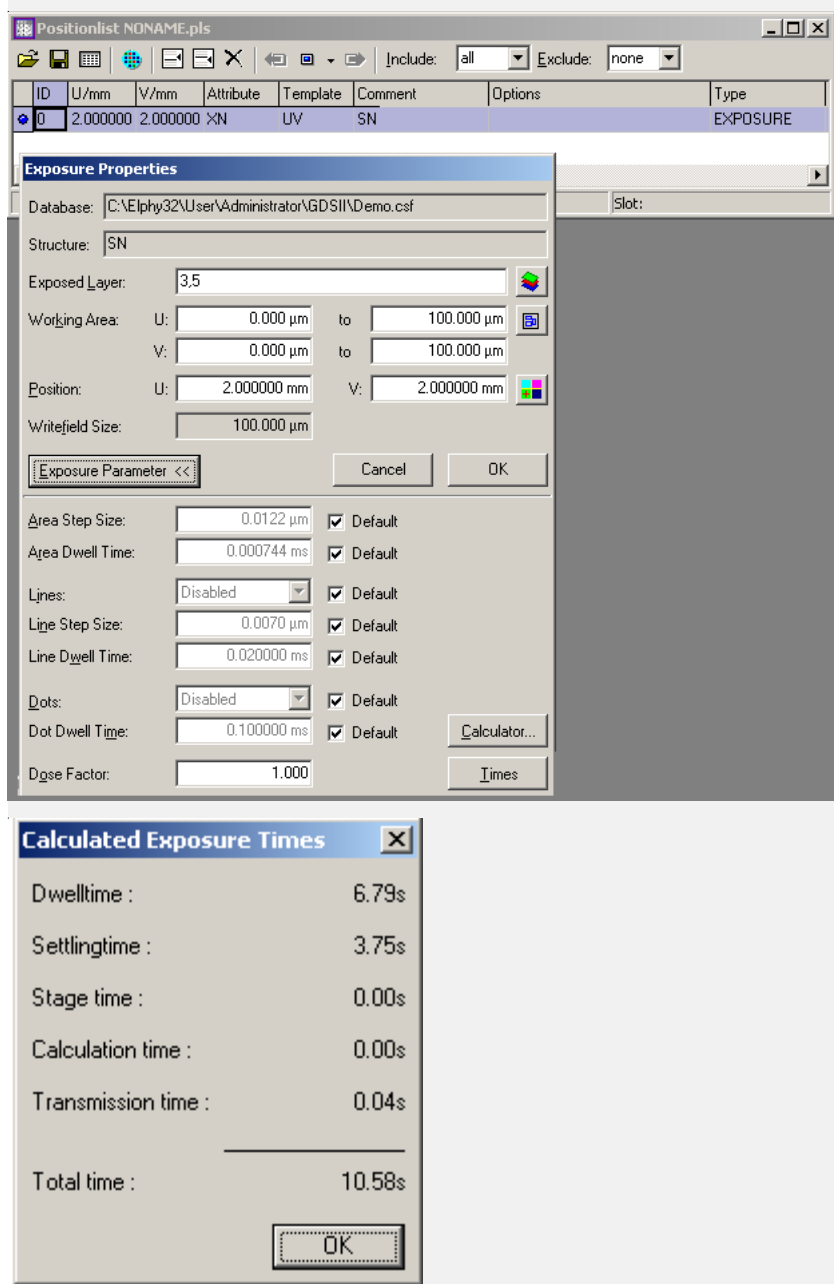 Positionlist NONAME.pls
Include: all Exclude: none
ID U/mm V/mm Attribute Template Comment Options Type
0 2.000000 2.000000 XN UV SN EXPOSURE
Slot:
Exposure Properties
Database: C:\Elphy32\User\Administrator\GDSII\Demo.csf
Structure: SN
Exposed Layer: 3,5
Working Area: U: 0.000 µm to 100.000 µm
V: 0.000 µm to 100.000 µm
Position: U: 2.000000 mm V: 2.000000 mm
Writefield Size: 100.000 µm
Exposure Parameter << Cancel OK
Area Step Size: 0.0122 µm Default
Area Dwell Time: 0.000744 ms Default
Lines: Disabled Default
Line Step Size: 0.0070 µm Default
Line Dwell Time: 0.020000 ms Default
Dots: Disabled Default
Dot Dwell Time: 0.100000 ms Default Calculator...
Dose Factor: 1.000 Times
Calculated Exposure Times
Dwelltime : 6.79s
Settlingtime : 3.75s
Stage time : 0.00s
Calculation time : 0.00s
Transmission time : 0.04s
Total time : 10.58s
OK